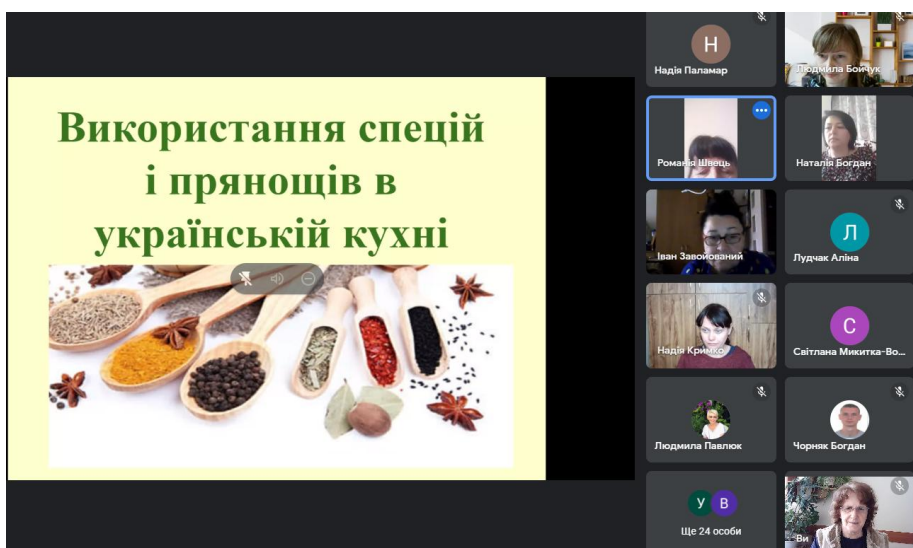 Використання спецій
і прянощів в
українській кухні
Н
Надія Паламар
Людмила Бойчук
Романія Швець
Наталія Богдан
Іван Завойований
Л
Лудчак Аліна
Надія Кримко
С
Світлана Микитка-Во...
Людмила Павлюк
Чорняк Богдан
У В
Ще 24 особи
Ви